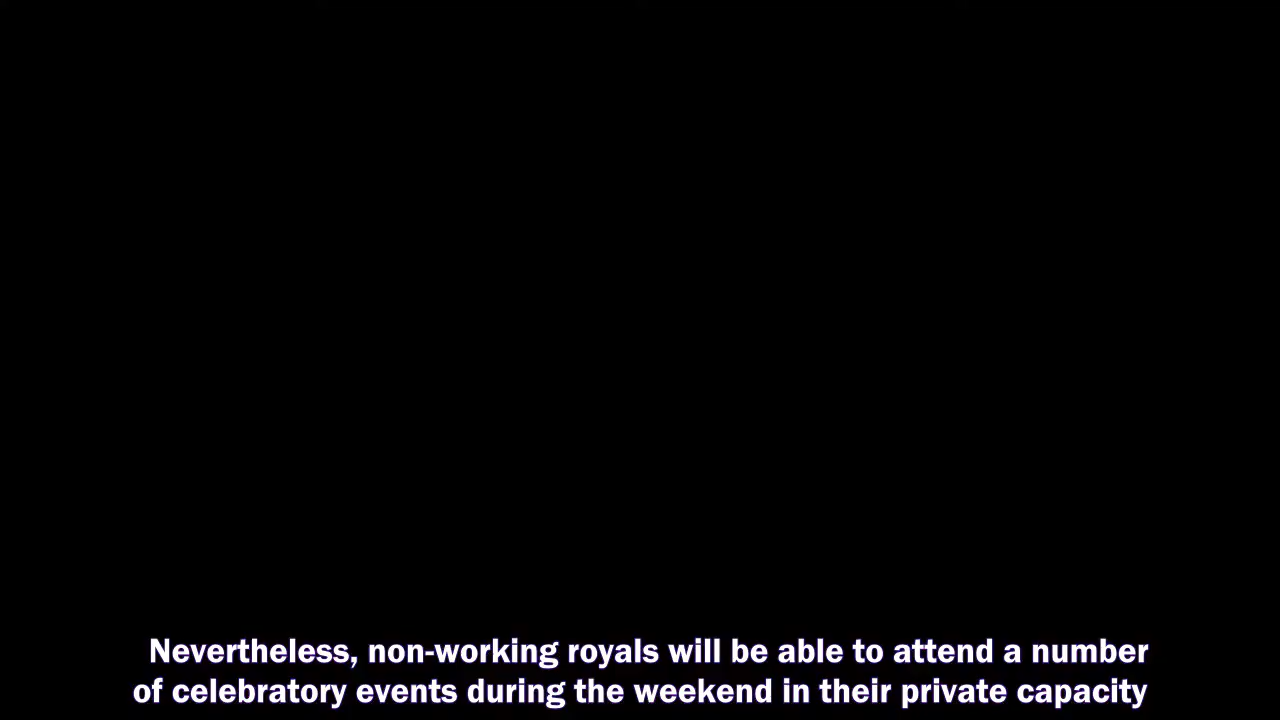 Nevertheless, non-working royals will be able to attend a number
of celebratory events during the weekend in their private capacity